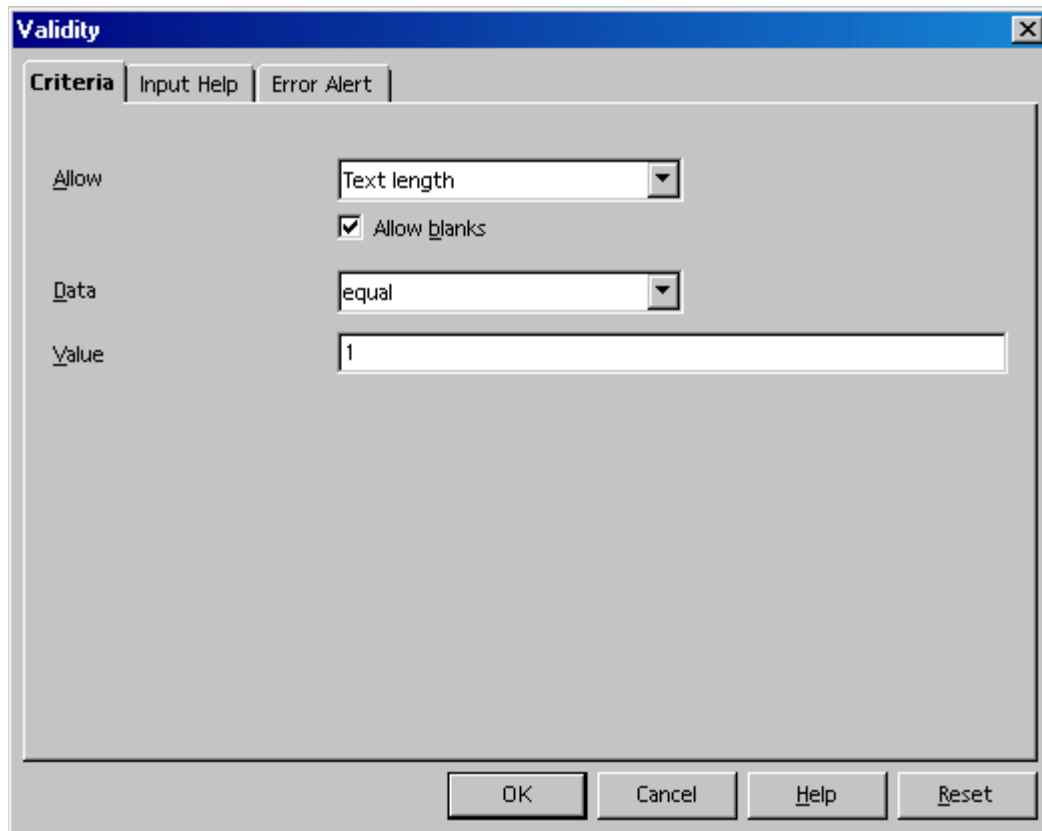 Validity
Criteria Input Help Error Alert
Allow Text length
Allow blanks
Data equal
Value 1
OK Cancel Help Reset